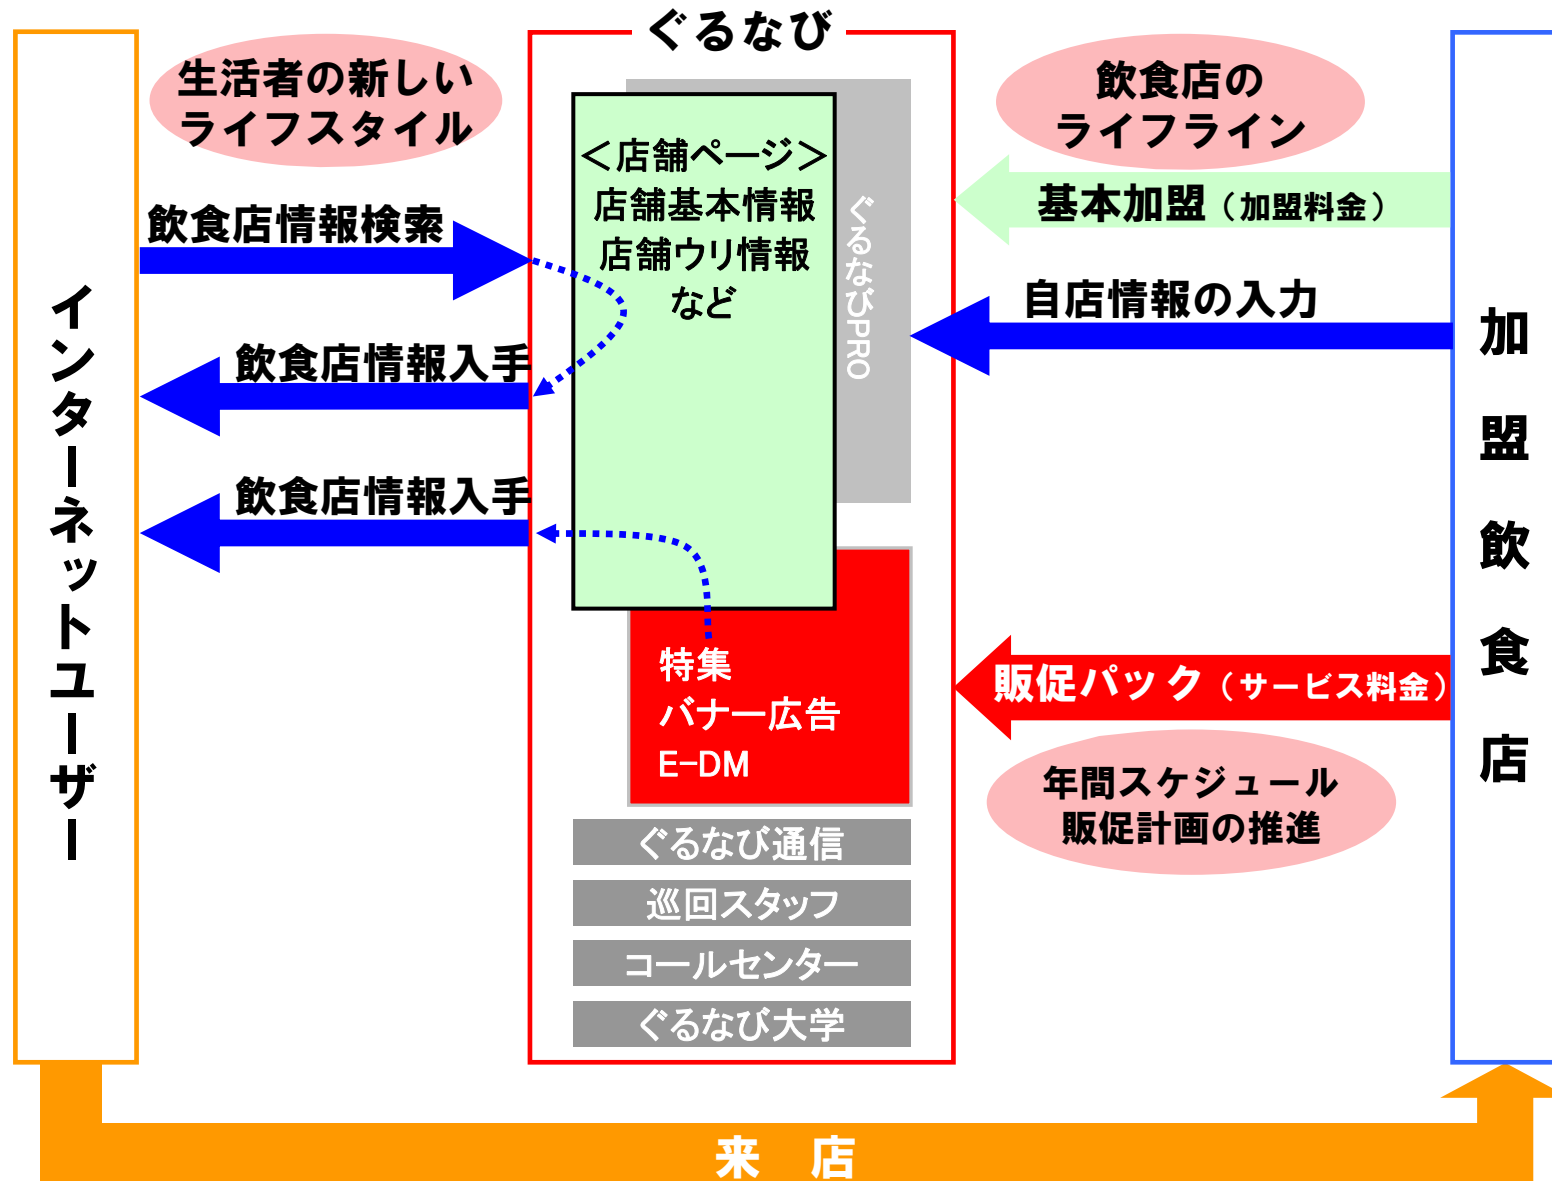 ぐるなび
生活者の新しい
ライフスタイル
飲食店の
ライフライン
＜店舗ページ＞
店舗基本情報
店舗ウリ情報
など
ぐるなびPRO
飲食店情報検索
基本加盟（加盟料金）
自店情報の入力
飲食店情報入手
飲食店情報入手
インターネットユーザー
加盟飲食店
特集
バナー広告
E-DM
販促パック（サービス料金）
年間スケジュール
販促計画の推進
ぐるなび通信
巡回スタッフ
コールセンター
ぐるなび大学
来　店